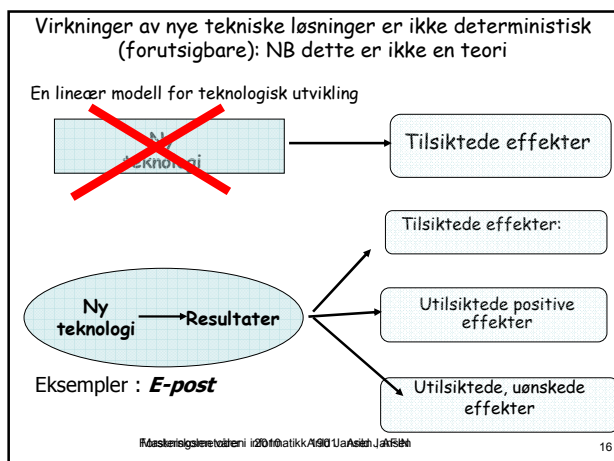 Virkninger av nye tekniske løsninger er ikke deterministisk
(forutsigbare): NB dette er ikke en teori
En lineær modell for teknologisk utvikling
Ny
teknologi
Tilsiktede effekter
Tilsiktede effekter:
Ny
teknologi
Resultater
Utilsiktede positive
effekter
Eksempler : E-post
Utilsiktede, uønskede
effekter
16